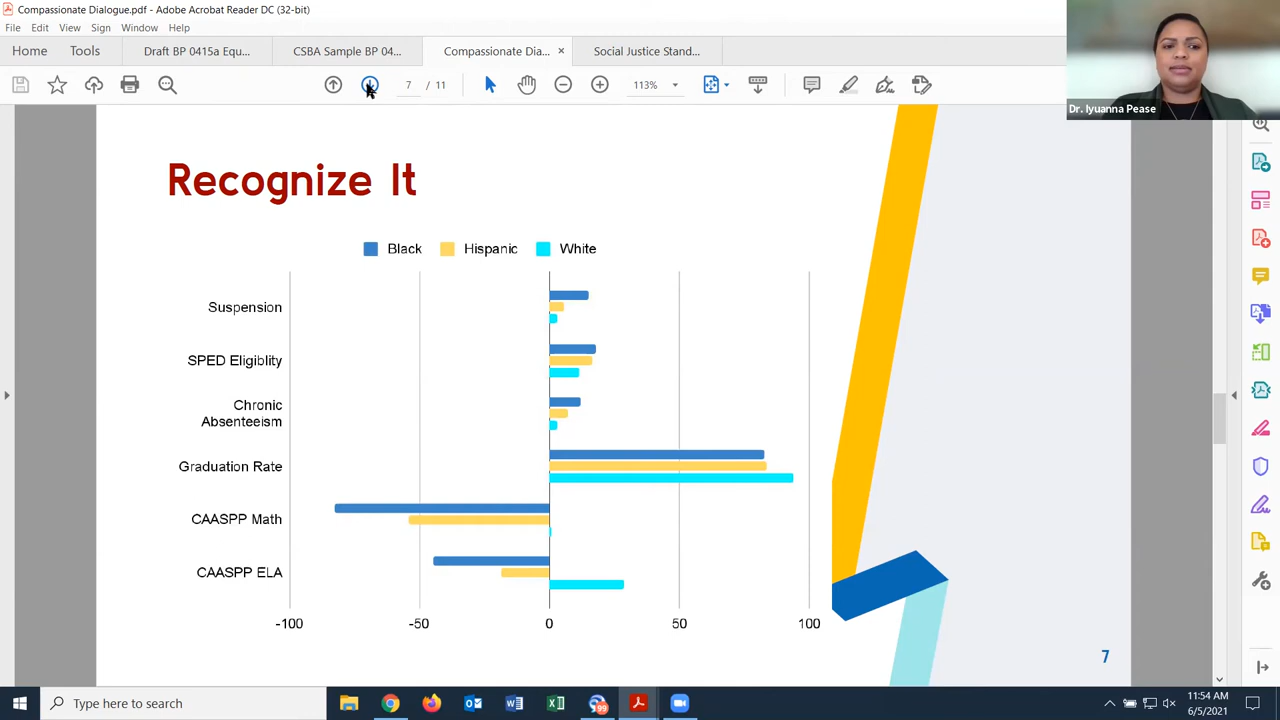 Compassionate Dialogue.pdf - Adobe Acrobat Reader DC (32-bit)
File Edit View Sign Window Help
Home Tools Draft BP 0415a Equ... CSBA Sample BP 04... Compassionate Dia... × Social Justice Stand...
7 / 11 113%
Dr. Iyuanna Pease
Recognize It
Black Hispanic White
Suspension
SPED Eligiblity
Chronic
Absenteeism
Graduation Rate
CAASPP Math
CAASPP ELA
-100 -50 0 50 100
7
Type here to search
99
11:54 AM
6/5/2021